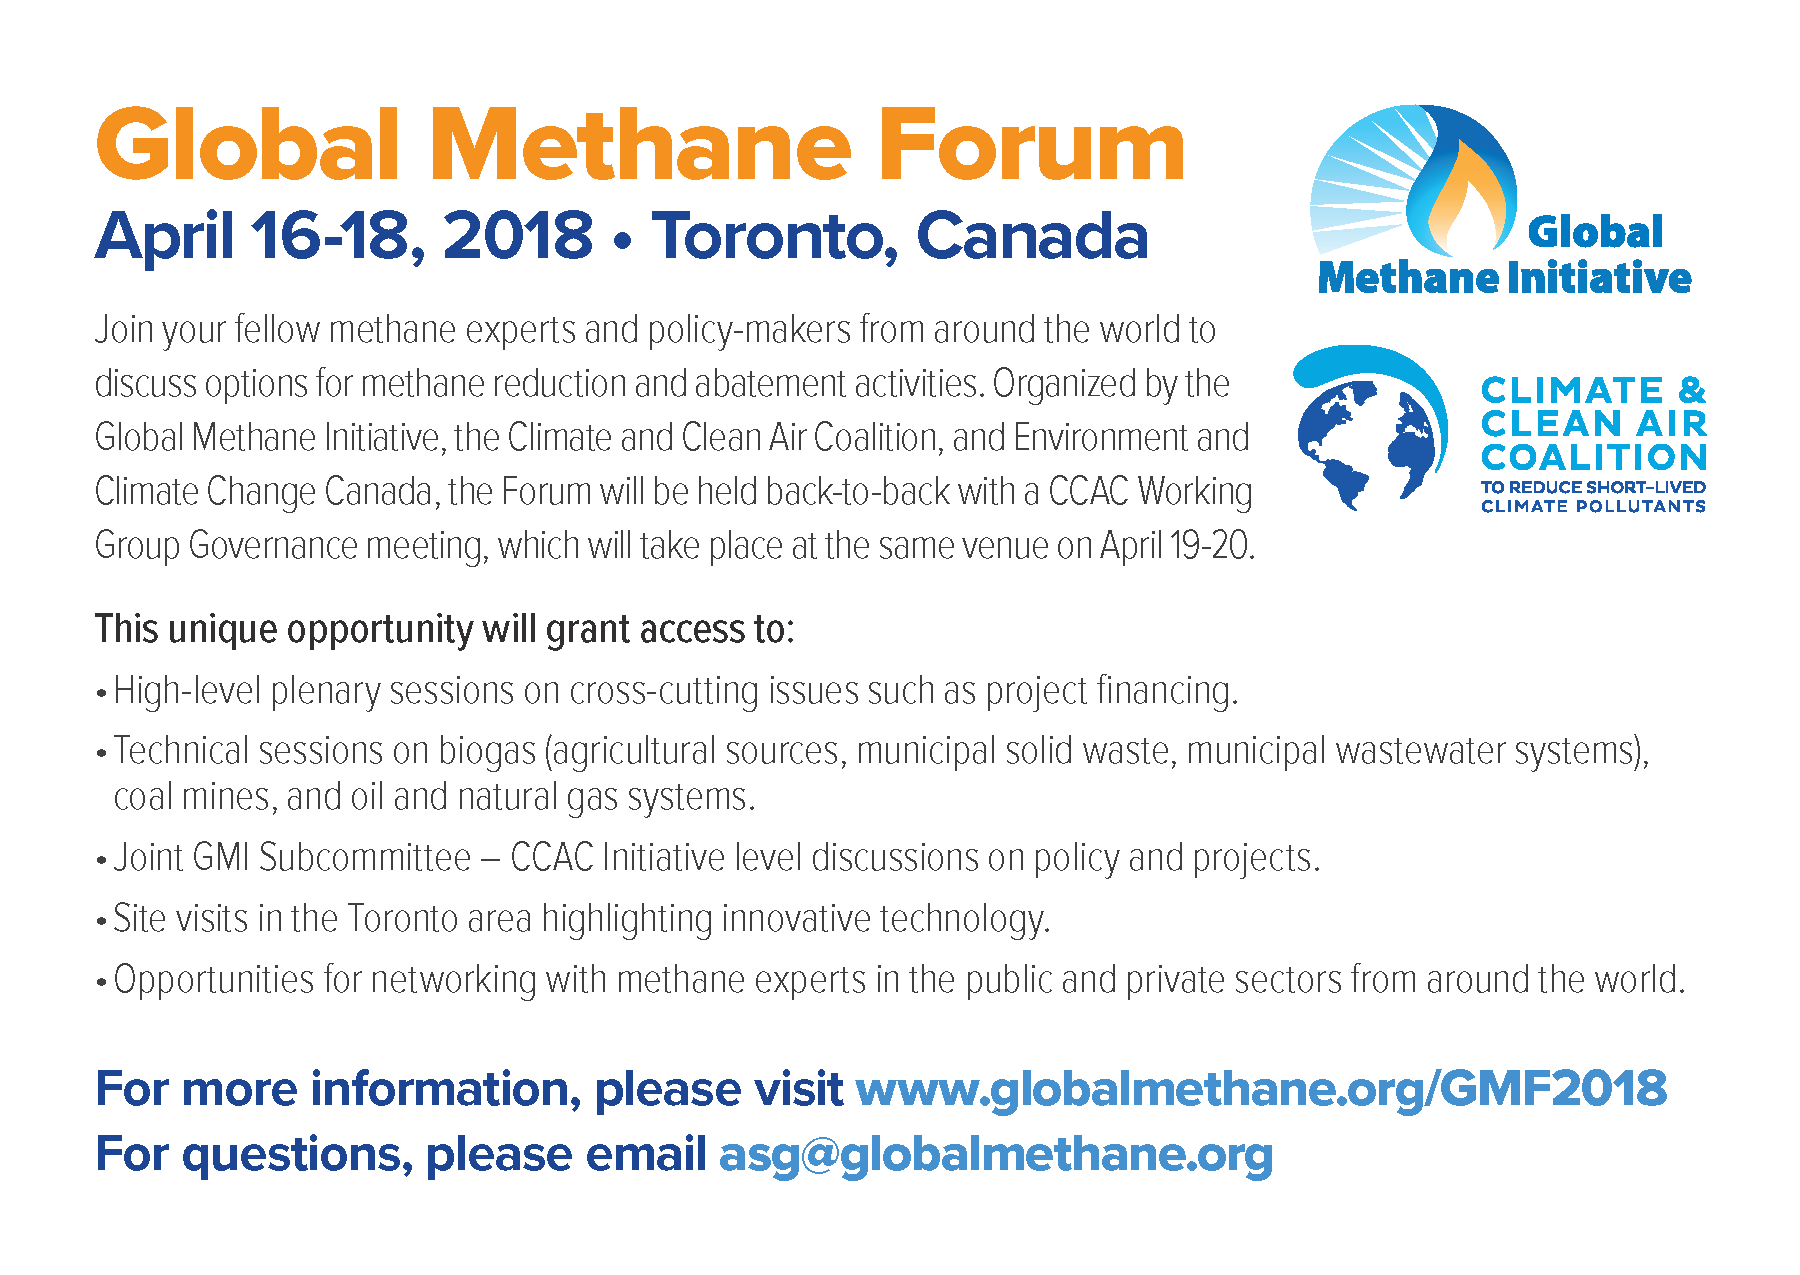 Global Methane Forum
April 16-18, 2018 • Toronto, Canada
Join your fellow methane experts and policy-makers from around the world to
discuss options for methane reduction and abatement activities. Organized by the
Global Methane Initiative, the Climate and Clean Air Coalition, and Environment and
Climate Change Canada, the Forum will be held back-to-back with a CCAC Working
Group Governance meeting, which will take place at the same venue on April 19-20.
Global
Methane Initiative
CLIMATE &
CLEAN AIR
COALITION
TO REDUCE SHORT-LIVED
CLIMATE POLLUTANTS
This unique opportunity will grant access to:
• High-level plenary sessions on cross-cutting issues such as project financing.
• Technical sessions on biogas (agricultural sources, municipal solid waste, municipal wastewater systems),
coal mines, and oil and natural gas systems.
• Joint GMI Subcommittee – CCAC Initiative level discussions on policy and projects.
• Site visits in the Toronto area highlighting innovative technology.
• Opportunities for networking with methane experts in the public and private sectors from around the world.
For more information, please visit www.globalmethane.org/GMF2018
For questions, please email asg@globalmethane.org